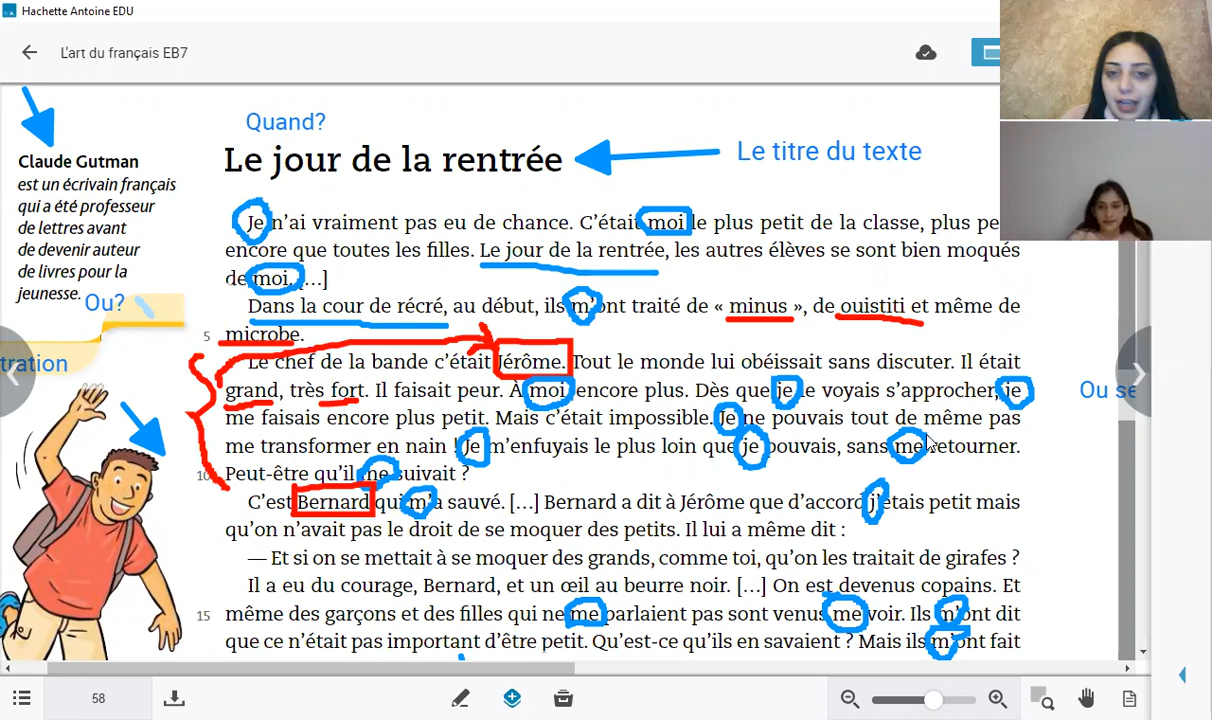 Hachette Antoine EDU
L'art du français EB7
Quand?
Le jour de la rentrée
Le titre du texte
Claude Gutman
est un écrivain français
qui a été professeur
de lettres avant
de devenir auteur
de livres pour la
jeunesse.
Ou?
tration
Je n'ai vraiment pas eu de chance. C'était moi le plus petit de la classe, plus pe
encore que toutes les filles. Le jour de la rentrée, les autres élèves se sont bien moqués
de moi. [...]
Dans la cour de récré, au début, ils m'ont traité de « minus », de ouistiti et même de
5 microbe.
Le chef de la bande c'était Jérôme. Tout le monde lui obéissait sans discuter. Il était
grand, très fort. Il faisait peur. À moi encore plus. Dès que je le voyais s'approcher, je
Ou se
me faisais encore plus petit. Mais c'était impossible. Je ne pouvais tout de même pas
me transformer en nain ! Je m'enfuyais le plus loin que je pouvais, sans me retourner.
10 Peut-être qu'il me suivait ?
C'est Bernard qui m'a sauvé. [...] Bernard a dit à Jérôme que d'accord j'étais petit mais
qu'on n'avait pas le droit de se moquer des petits. Il lui a même dit :
— Et si on se mettait à se moquer des grands, comme toi, qu'on les traitait de girafes ?
Il a eu du courage, Bernard, et un œil au beurre noir. [...] On est devenus copains. Et
15 même des garçons et des filles qui ne me parlaient pas sont venus me voir. Ils m'ont dit
que ce n'était pas important d'être petit. Qu'est-ce qu'ils en savaient ? Mais ils m'ont fait
58